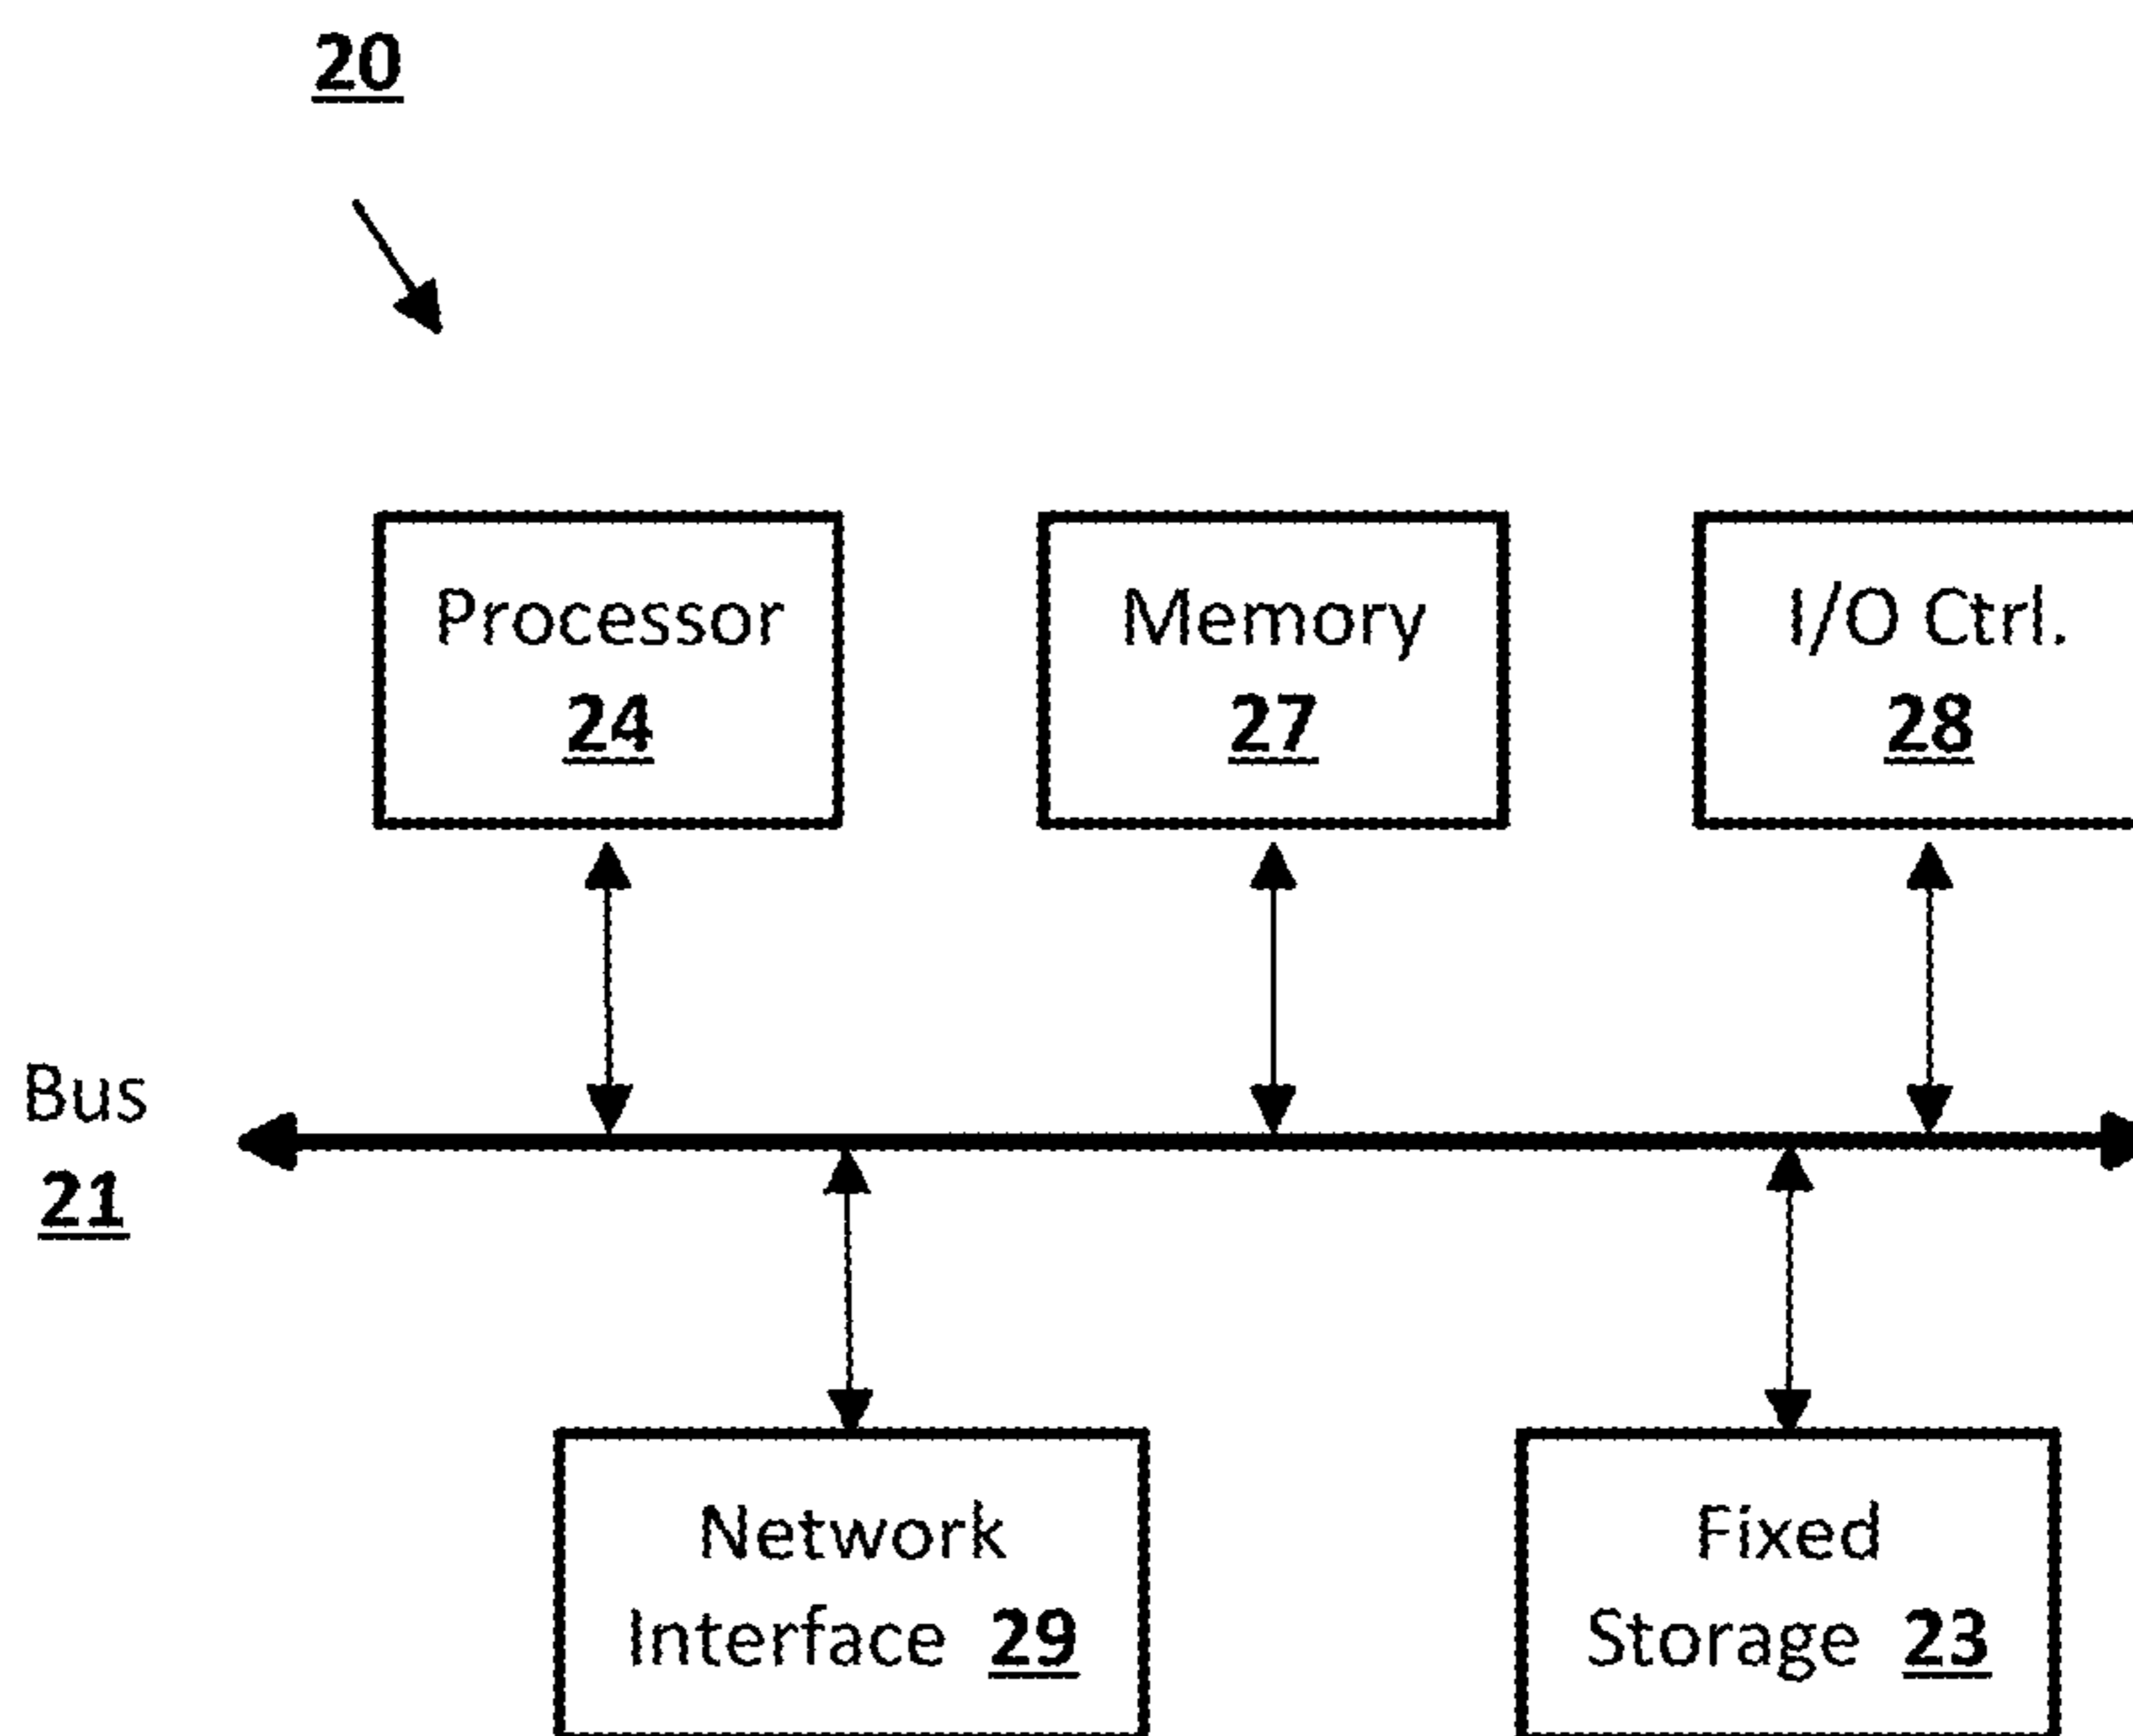 20
Processor
24
Memory
27
I/O Ctrl.
28
Bus
21
Network
Interface 29
Fixed
Storage 23